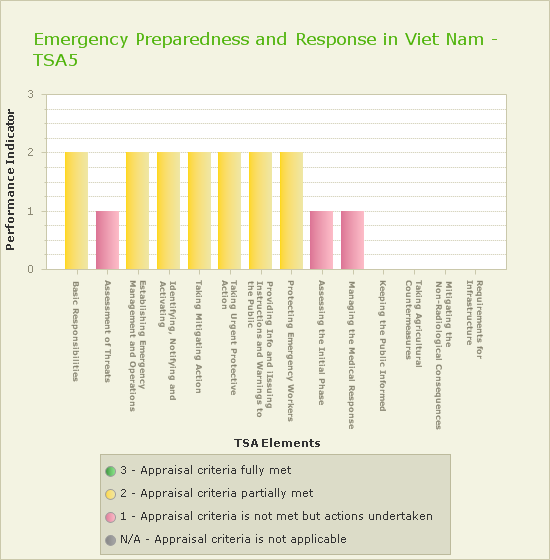 Emergency Preparedness and Response in Viet Nam -
TSA5
Performance Indicator
3
2
1
0
Basic Responsibilities
Assessment of Threats
Establishing Emergency
Management and Operations
Identifying, Notifying and
Activating
Taking Mitigating Action
Taking Urgent Protective
Action
Providing Info and iIssuing
Instructions and Warnings to
the Public
Protecting Emergency Workers
Assessing the Initial Phase
Managing the Medical Response
Keeping the Public Informed
Taking Agricultural
Countermeasures
Mitigating the
Non-Radiological Consequences
Requirements for
Infrastructure
TSA Elements
3 - Appraisal criteria fully met
2 - Appraisal criteria partially met
1 - Appraisal criteria is not met but actions undertaken
N/A - Appraisal criteria is not applicable